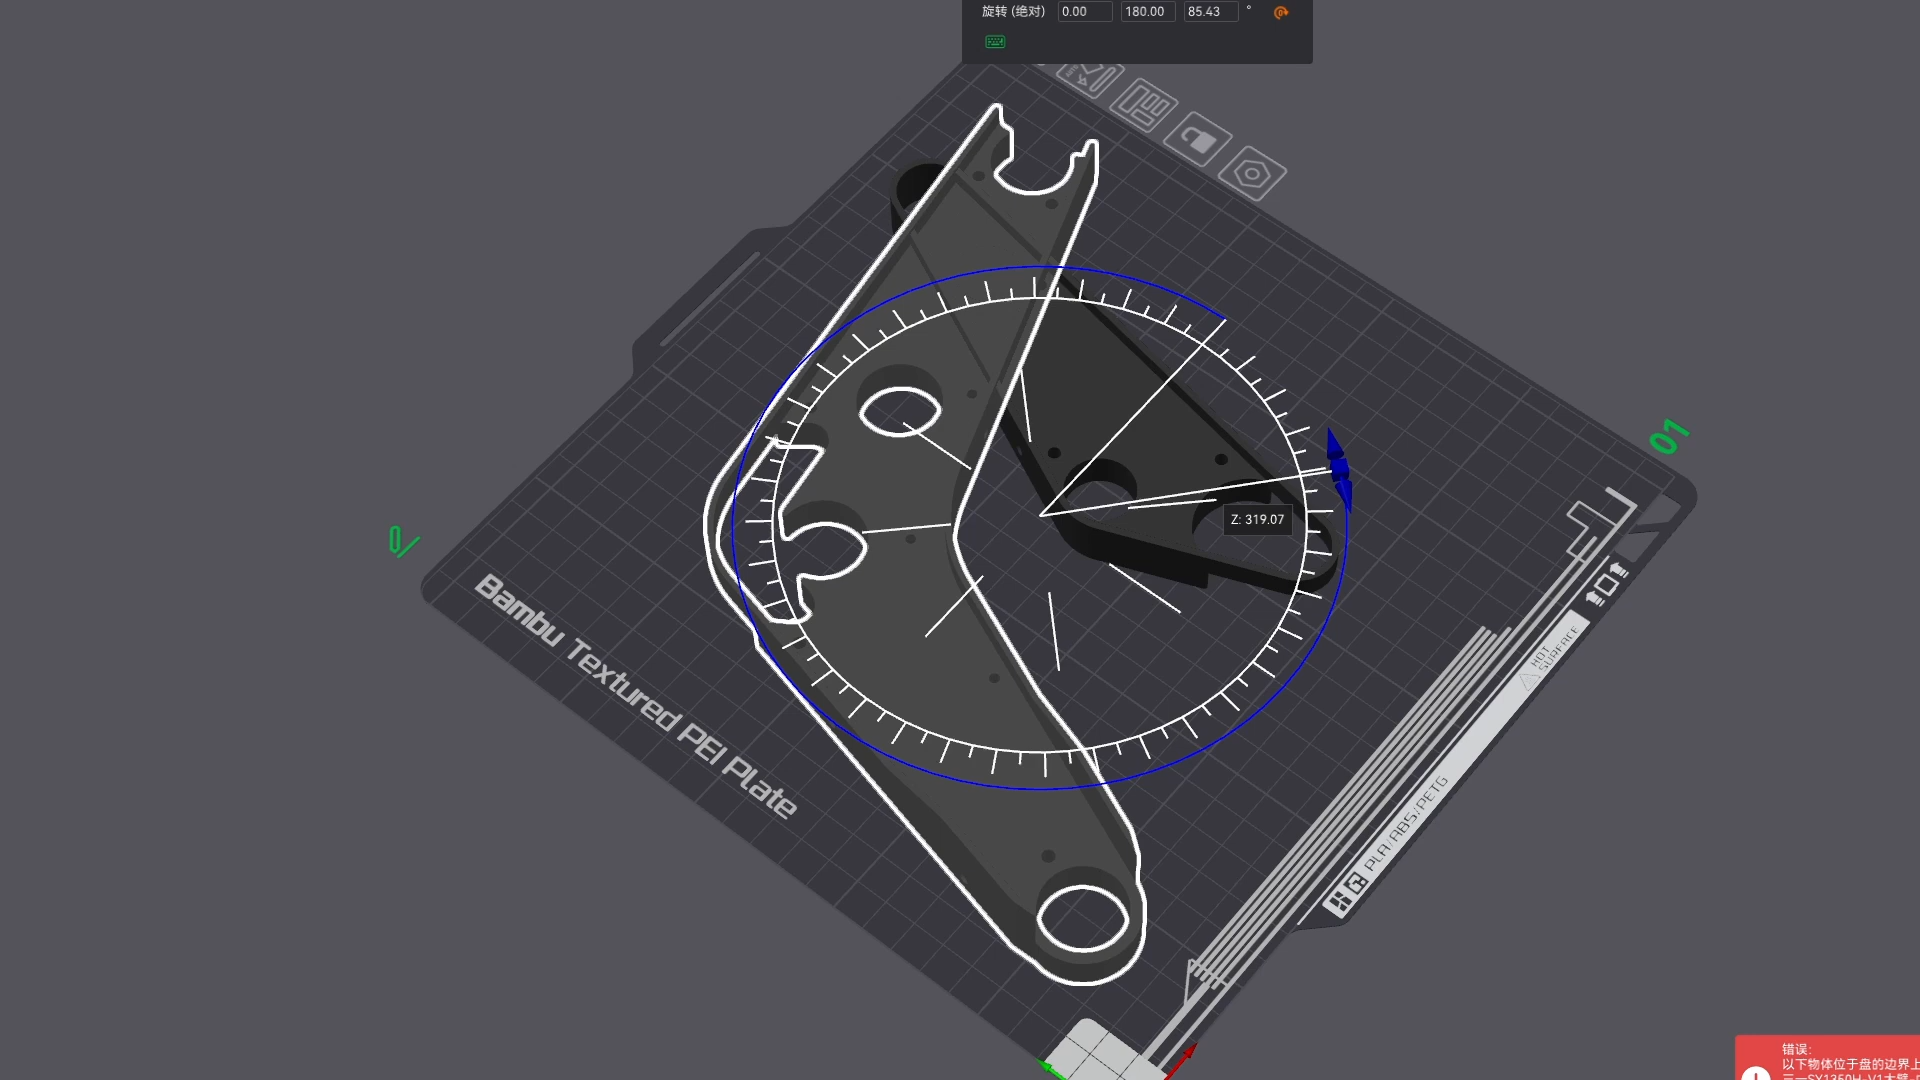 旋转 (绝对) 0.00 180.00 85.43 °
01
Z: 319.07
Bambu Textured PEI Plate
HOT
SURFACE
PLA/ABS/PETG
错误:
以下物体位于盘的边界上